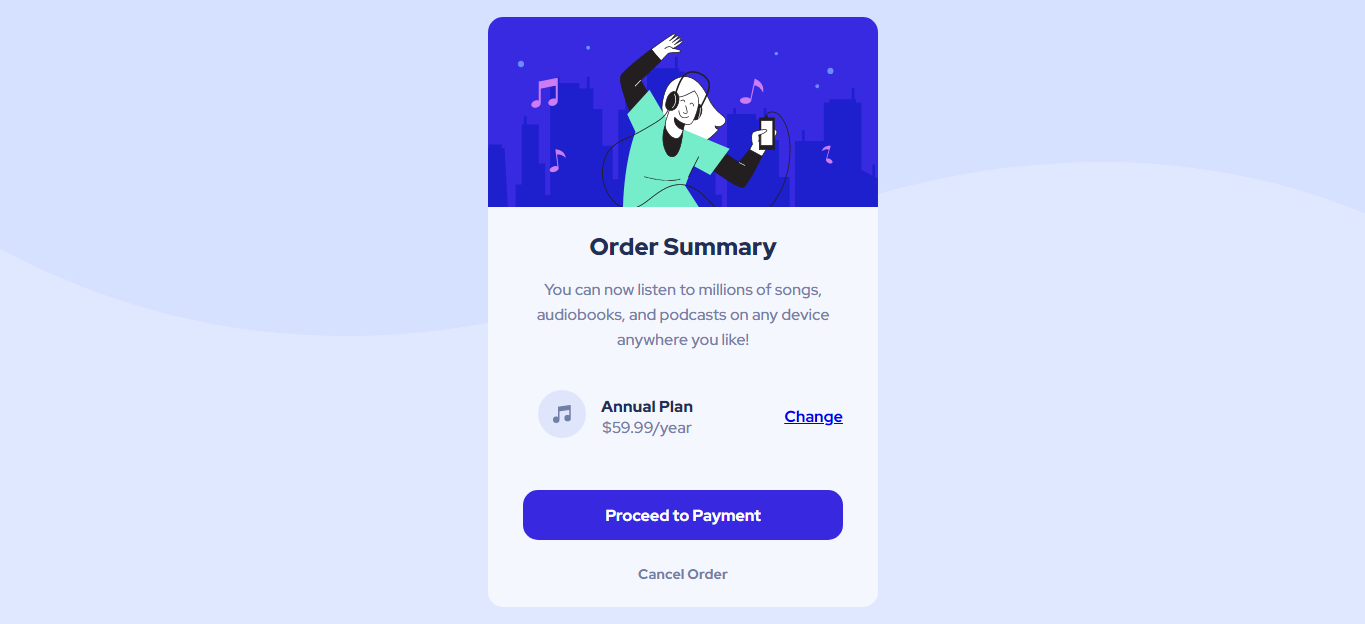 Order Summary
You can now listen to millions of songs,
audiobooks, and podcasts on any device
anywhere you like!
Annual Plan
$59.99/year
Change
Proceed to Payment
Cancel Order